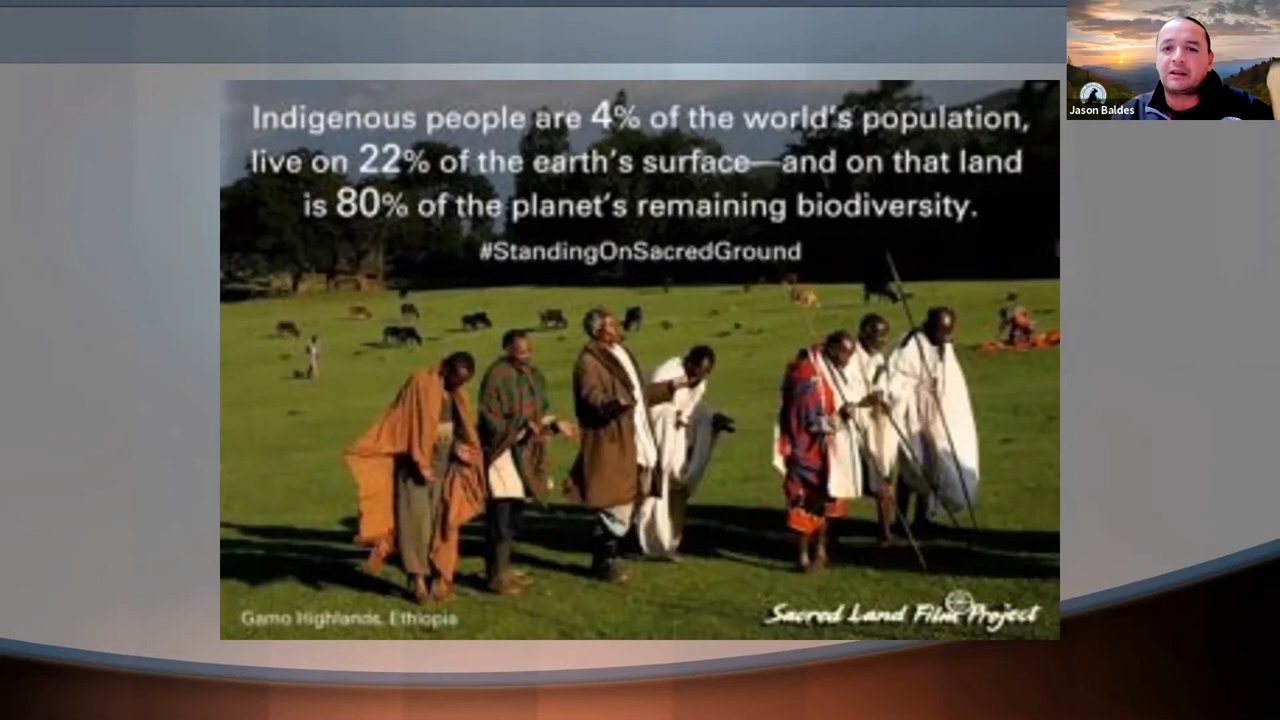 Indigenous people are 4% of the world's population,
live on 22% of the earth's surface—and on that land
is 80% of the planet's remaining biodiversity.
#StandingOnSacredGround
Gamo Highlands, Ethiopia
Sacred Land Film Project
Jason Baldes